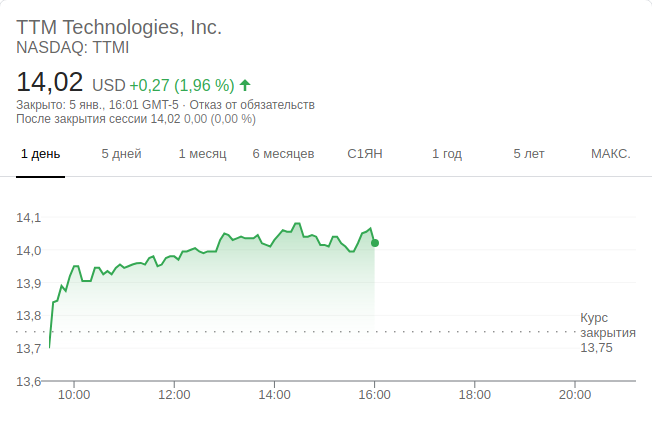 TTM Technologies, Inc.
NASDAQ: TTMI
14,02 USD +0,27 (1,96 %)
Закрыто: 5 янв., 16:01 GMT-5 · Отказ от обязательств
После закрытия сессии 14,02 0,00 (0,00 %)
1 день 5 дней 1 месяц 6 месяцев С1ЯН 1 год 5 лет МАКС.
14,1
14,0
13,9
13,8
13,7
13,6
Курс
закрытия
13,75
10:00 12:00 14:00 16:00 18:00 20:00